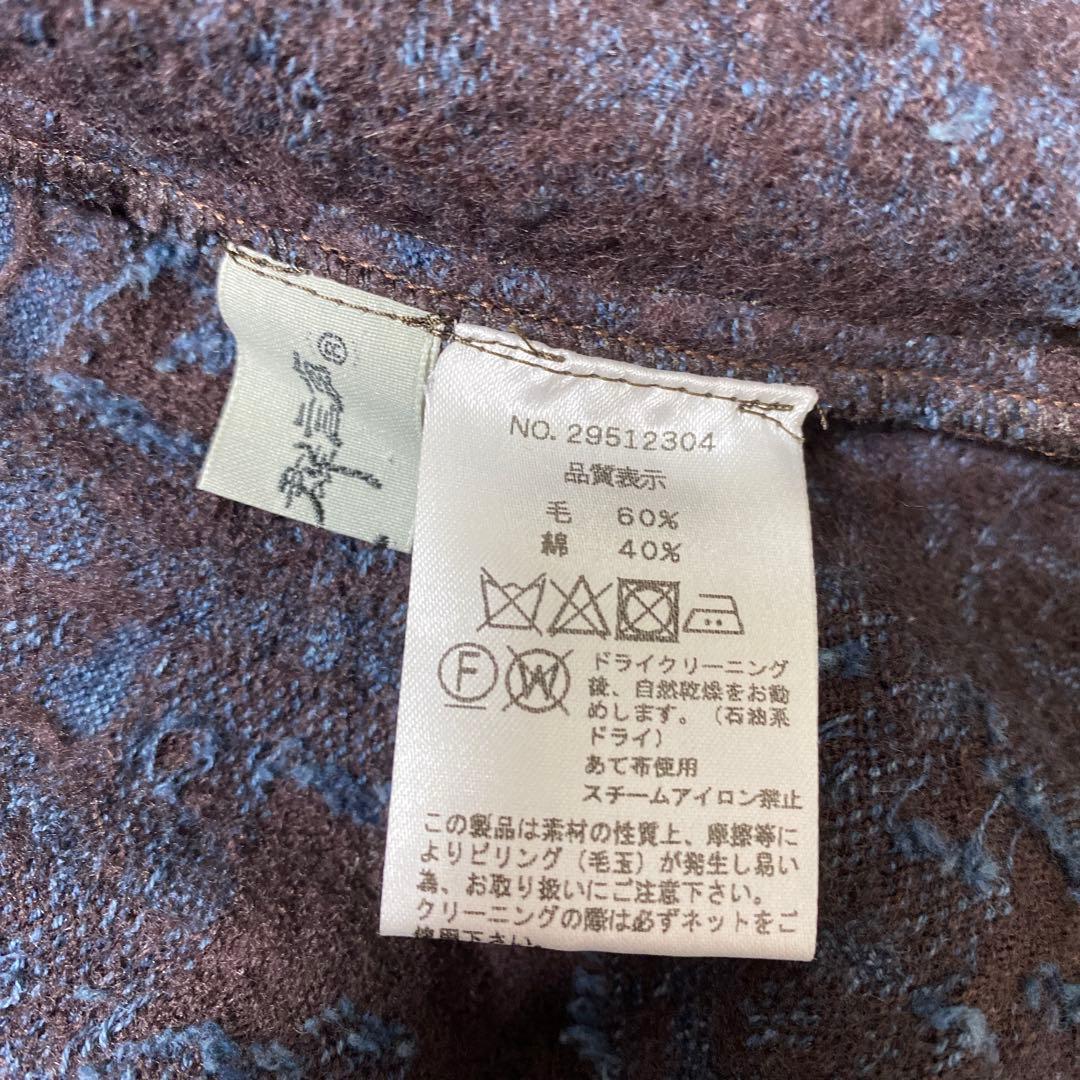 ®
NO. 29512304
品質表示
毛 60%
綿 40%
F W
ドライクリーニング
後、自然乾燥をお勧
めします。（石油系
ドライ）
あて布使用
スチームアイロン禁止
この製品は素材の性質上、摩擦等に
よりピリング（毛玉）が発生し易い
為、お取り扱いにご注意下さい。
クリーニングの際は必ずネットをご
使用下さい。